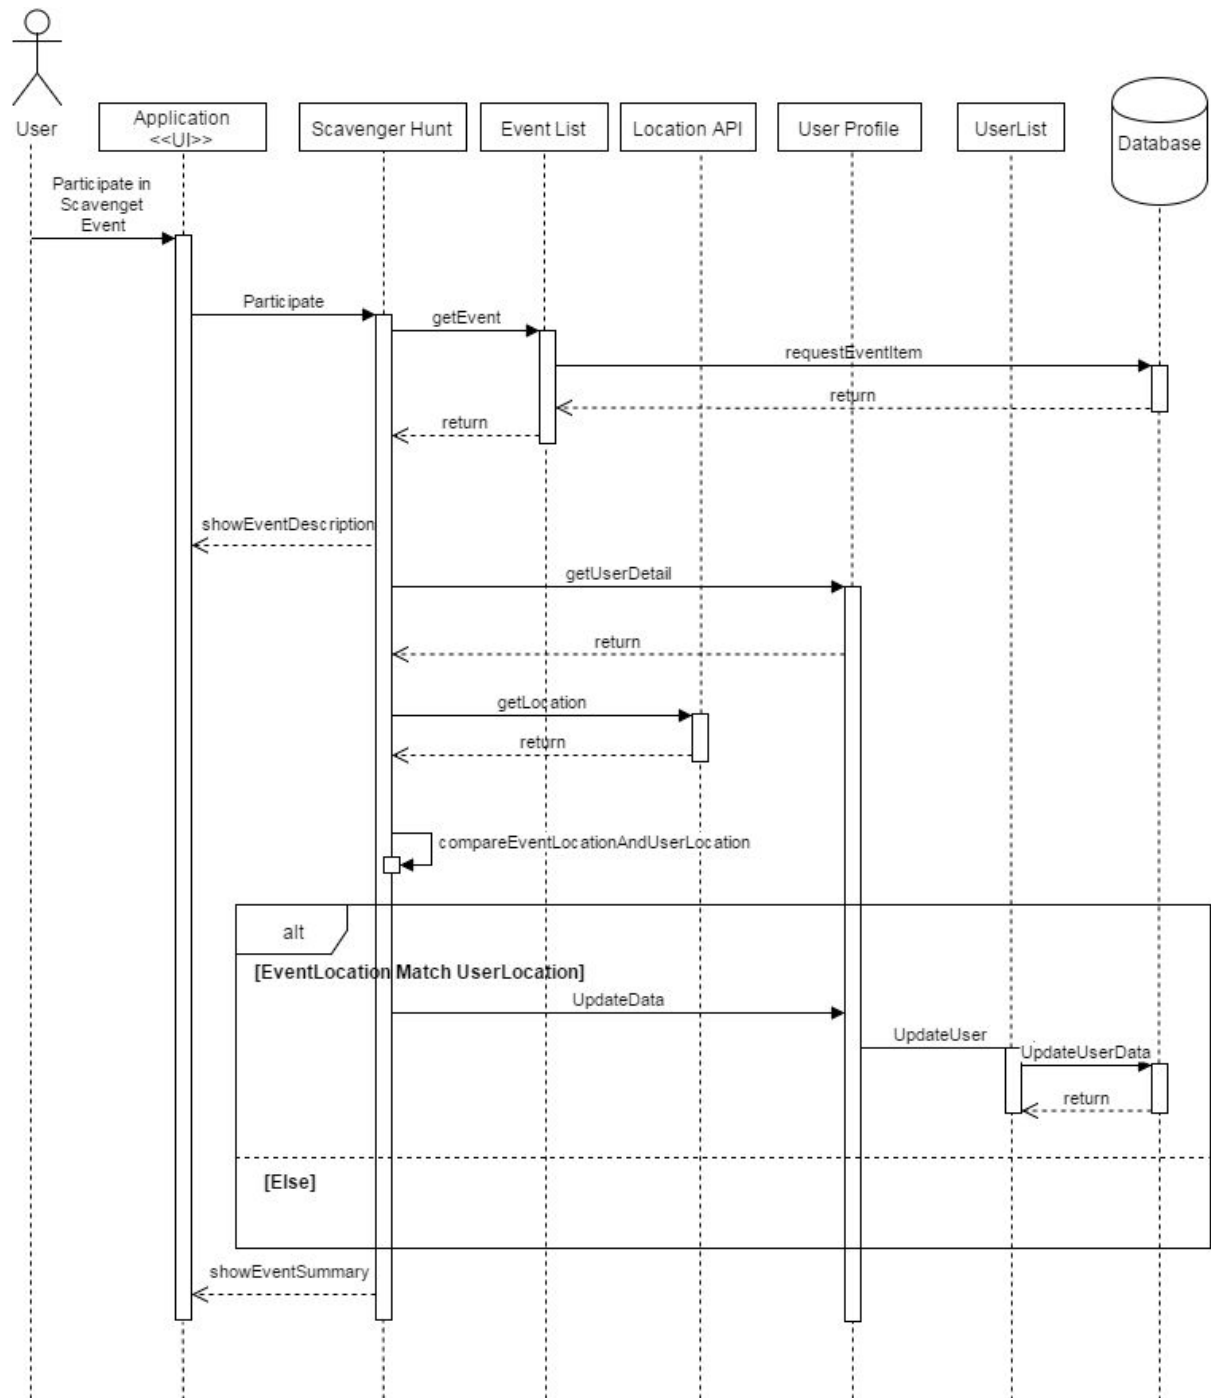 User
Application
<<UI>>
Scavenger Hunt
Event List
Location API
User Profile
UserList
Database
Participate in
Scavenget
Event
Participate
getEvent
requestEventItem
return
return
showEventDescription
getUserDetail
return
getLocation
return
compareEventLocationAndUserLocation
alt
[EventLocation Match UserLocation]
UpdateData
UpdateUser
UpdateUserData
return
[Else]
showEventSummary